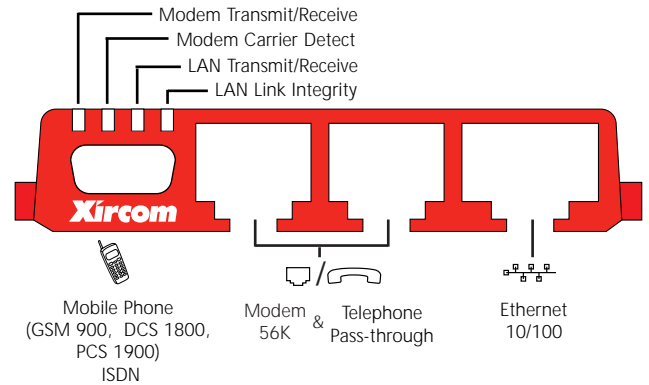 Modem Transmit/Receive
Modem Carrier Detect
LAN Transmit/Receive
LAN Link Integrity
Xircom
/
Mobile Phone
(GSM 900, DCS 1800,
PCS 1900)
ISDN
Modem
56K
&
Telephone
Pass-through
Ethernet
10/100